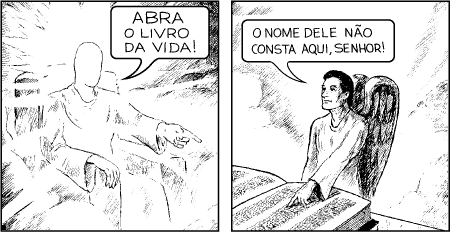 ABRA
O LIVRO
DA VIDA!
O NOME DELE NÃO
CONSTA AQUI, SENHOR!